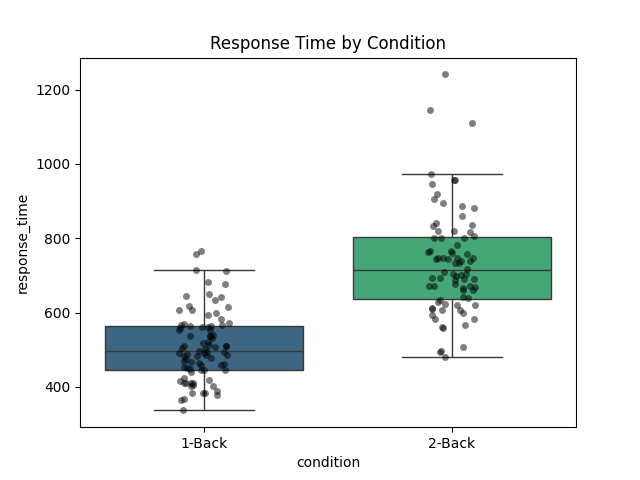 Response Time by Condition
1200
1000
800
600
400
response_time
1-Back
2-Back
condition